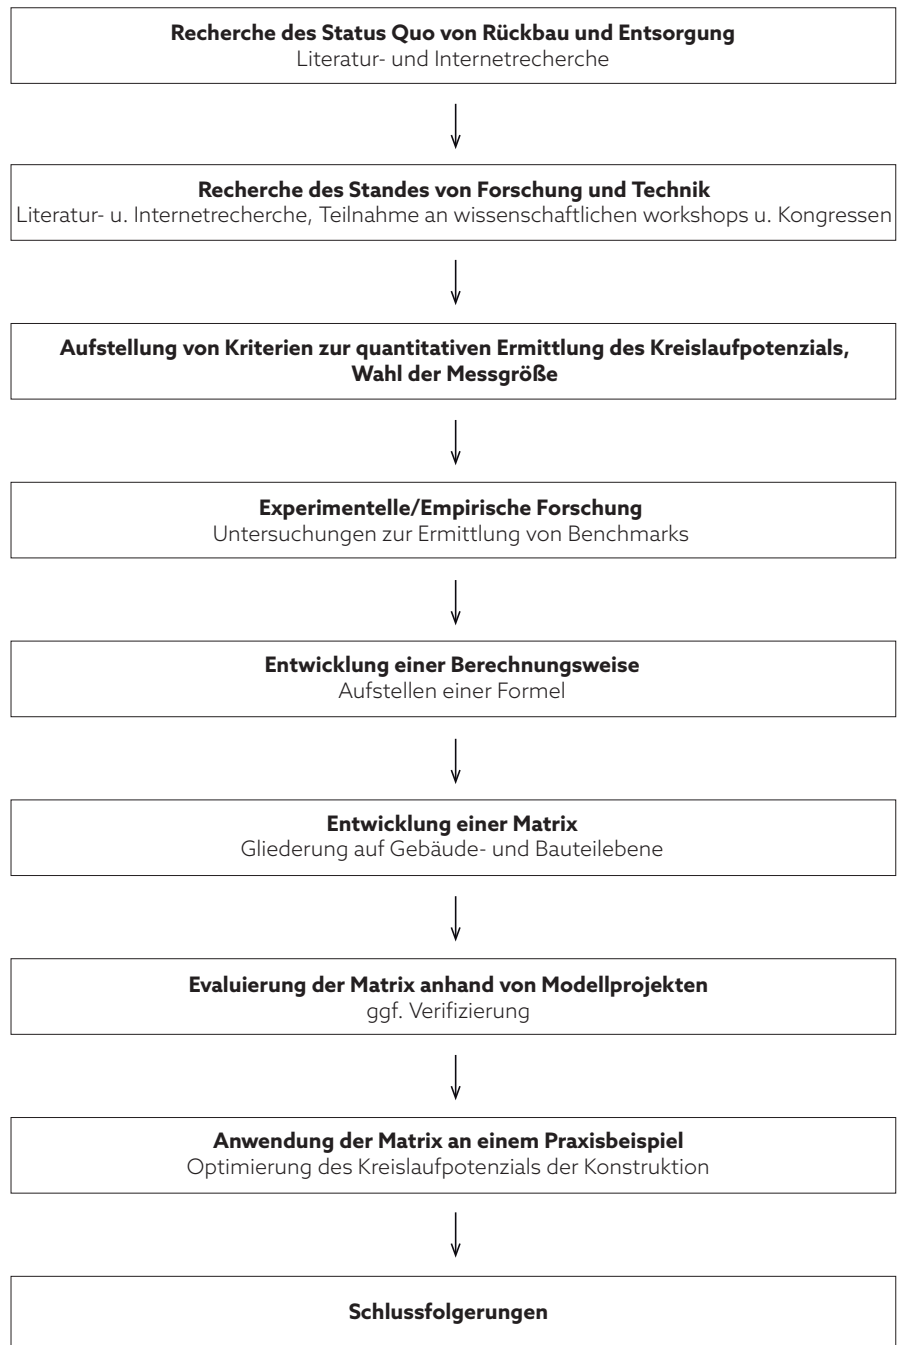 Recherche des Status Quo von Rückbau und Entsorgung
Literatur- und Internetrecherche
Recherche des Standes von Forschung und Technik
Literatur- u. Internetrecherche, Teilnahme an wissenschaftlichen workshops u. Kongressen
Aufstellung von Kriterien zur quantitativen Ermittlung des Kreislaufpotenzials,
Wahl der Messgröße
Experimentelle/Empirische Forschung
Untersuchungen zur Ermittlung von Benchmarks
Entwicklung einer Berechnungsweise
Aufstellen einer Formel
Entwicklung einer Matrix
Gliederung auf Gebäude- und Bauteilebene
Evaluierung der Matrix anhand von Modellprojekten
ggf. Verifizierung
Anwendung der Matrix an einem Praxisbeispiel
Optimierung des Kreislaufpotenzials der Konstruktion
Schlussfolgerungen